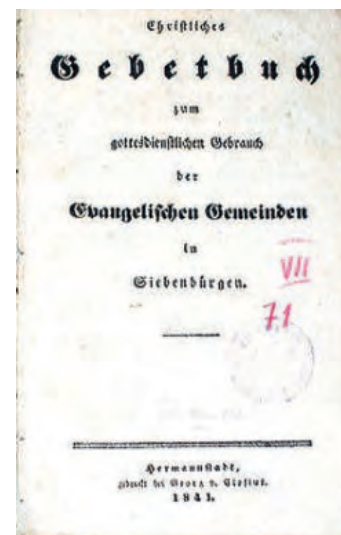 Christliches
Gebetbuch
zum
gottesdienstlichen Gebrauch
der
Evangelischen Gemeinden
in
Siebenbürgen.
VII
71
Hermannstadt,
gedruckt bei Georg v. Closius.
1841.